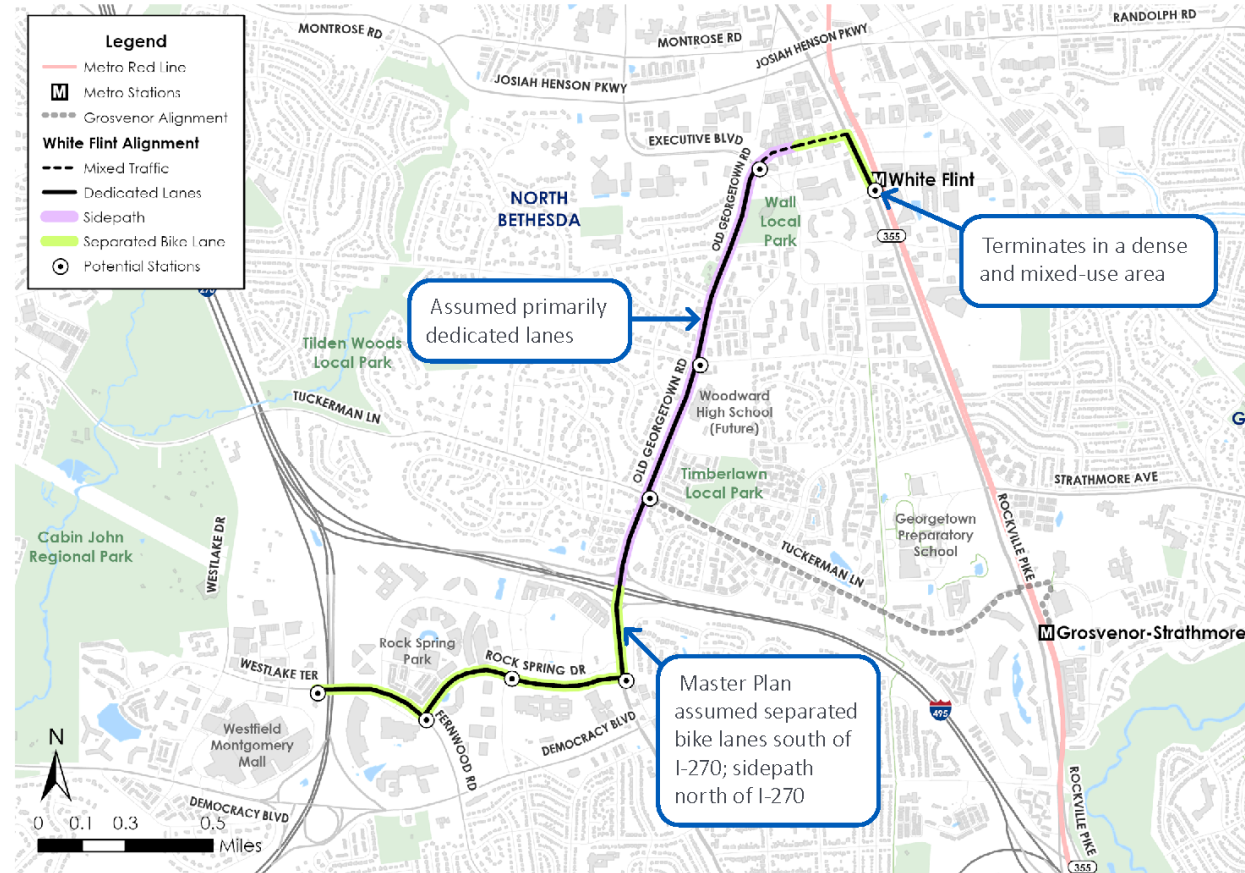 Legend
Metro Red Line
M Metro Stations
Grosvenor Alignment
White Flint Alignment
Mixed Traffic
Dedicated Lanes
Sidepath
Separated Bike Lane
Potential Stations
MONTROSE RD
MONTROSE RD
RANDOLPH RD
JOSIAH HENSON PKWY
JOSIAH HENSON PKWY
EXECUTIVE BLVD
OLD GEORGETOWN RD
NORTH
BETHESDA
Wall
Local
Park
M White Flint
355
Terminates in a dense
and mixed-use area
Assumed primarily
dedicated lanes
Tilden Woods
Local Park
TUCKERMAN LN
OLD GEORGETOWN RD
Woodward
High School
(Future)
G
Timberlawn
Local Park
STRATHMORE AVE
ROCKVILLE PIKE
Georgetown
Preparatory
School
Cabin John
Regional Park
WESTLAKE DR
TUCKERMAN LN
M Grosvenor-Strathmore
Rock Spring
Park
ROCK SPRING DR
WESTLAKE TER
FERNWOOD RD
DEMOCRACY BLVD
Westfield
Montgomery
Mall
Master Plan
assumed separated
bike lanes south of
I-270; sidepath
north of I-270
495
N
DEMOCRACY BLVD
ROCKVILLE PIKE
0 0.1 0.3 0.5
Miles
355